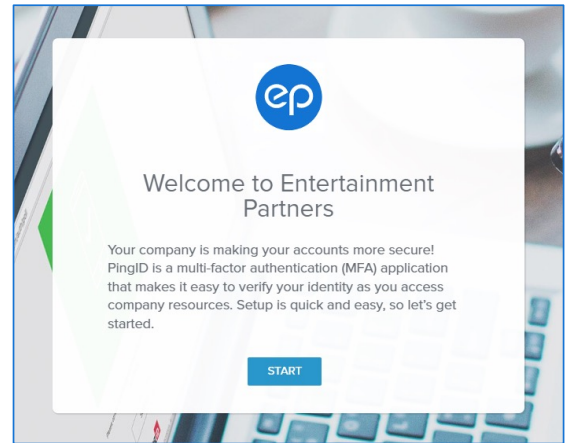 ep
Welcome to Entertainment
Partners
Your company is making your accounts more secure!
PingID is a multi-factor authentication (MFA) application
that makes it easy to verify your identity as you access
company resources. Setup is quick and easy, so let's get
started.
START